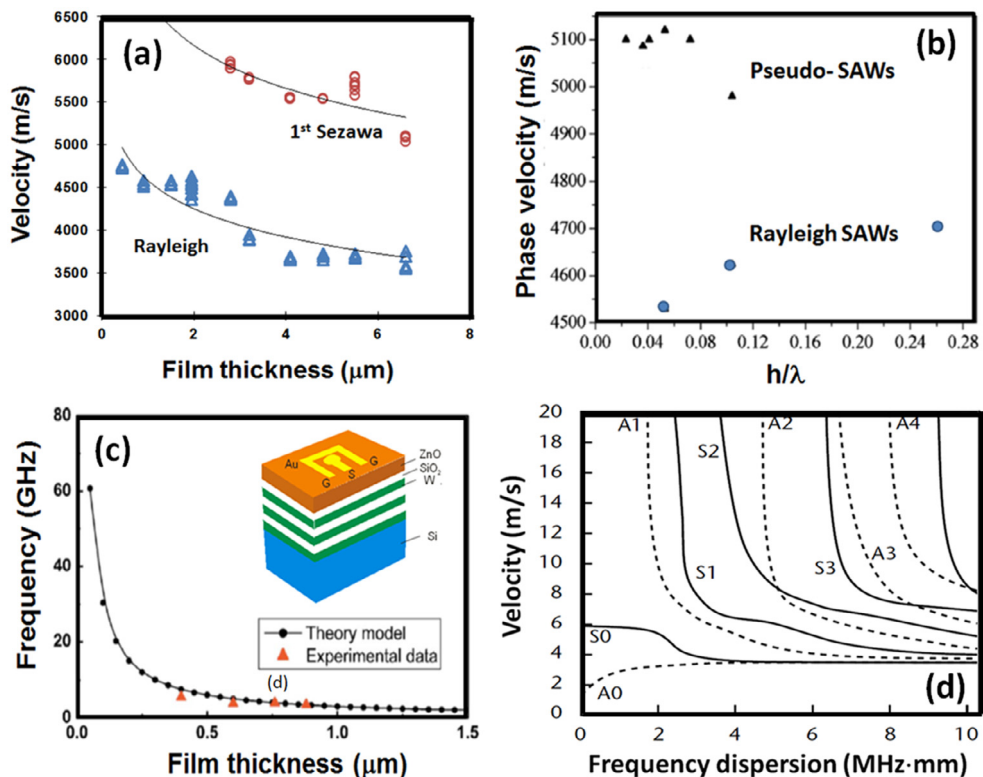 (a)
6500
6000
5500
5000
4500
4000
3500
3000
Velocity (m/s)
1st Sezawa
Rayleigh
0 2 4 6 8
Film thickness (μm)
(b)
5100
5000
4900
4800
4700
4600
4500
Phase velocity (m/s)
Pseudo- SAWs
Rayleigh SAWs
0.00 0.04 0.08 0.12 0.16 0.20 0.24 0.28
h/λ
(c)
80
60
40
20
0
Frequency (GHz)
Au
G
S
G
ZnO
SiO2
W
Si
Theory model
Experimental data
(d)
0.0 0.5 1.0 1.5
Film thickness (μm)
20
18
16
14
12
10
8
6
4
2
0
Velocity (m/s)
A1
S2
A2
A4
S1
S3
A3
S0
A0
(d)
0 2 4 6 8 10
Frequency dispersion (MHz·mm)